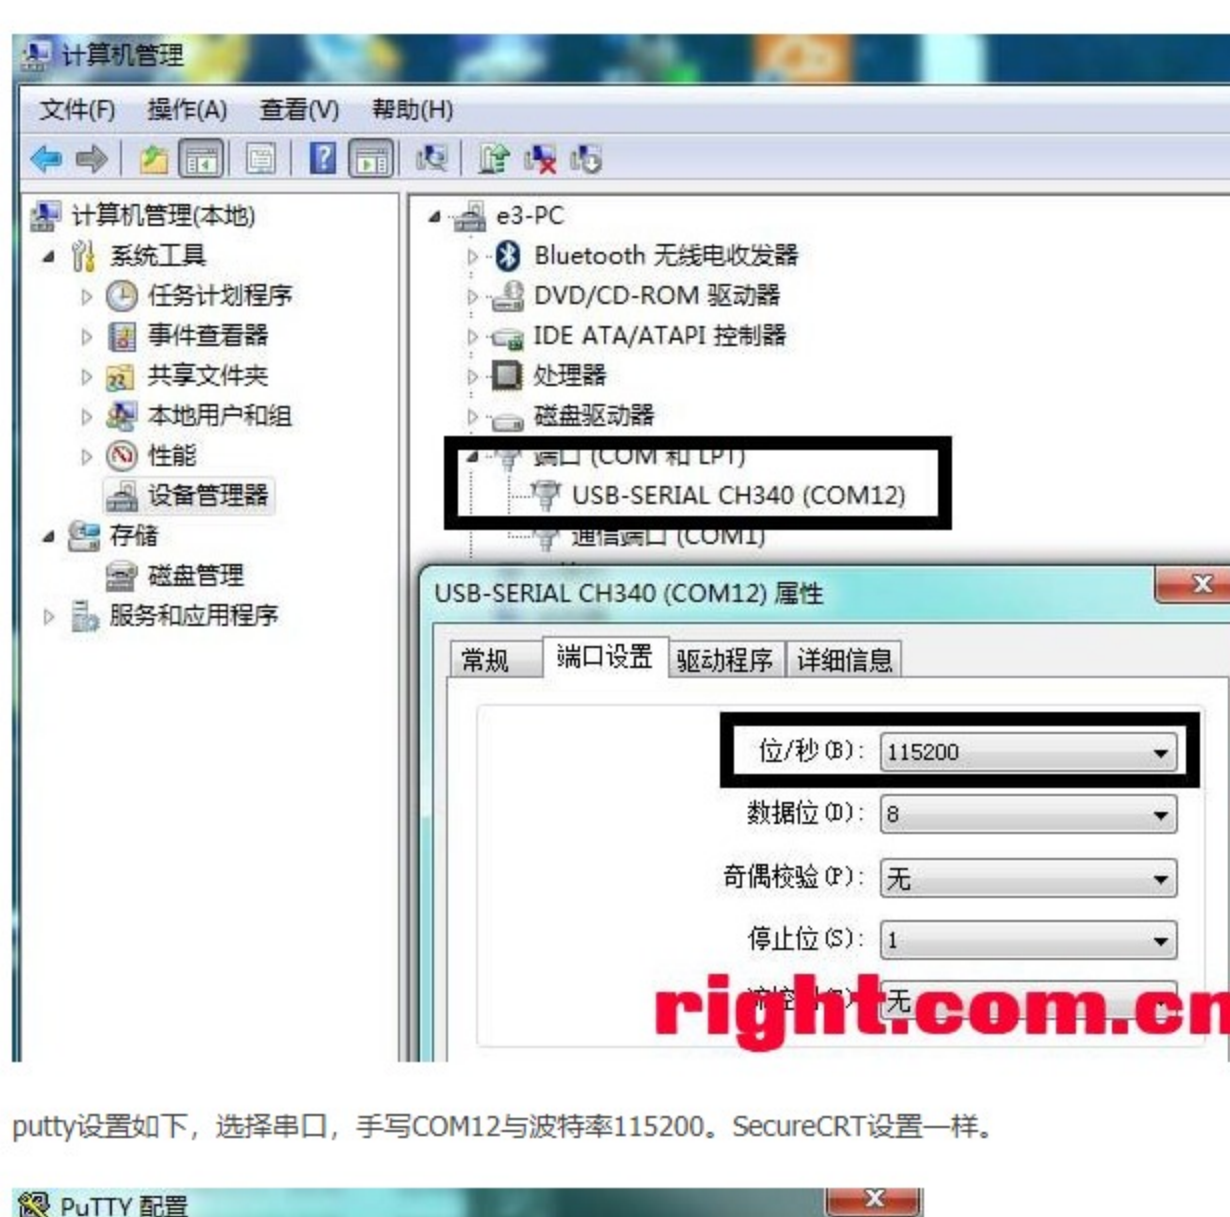 计算机管理
文件(F) 操作(A) 查看(V) 帮助(H)
计算机管理(本地)
系统工具
任务计划程序
事件查看器
共享文件夹
本地用户和组
性能
设备管理器
存储
磁盘管理
服务和应用程序
e3-PC
Bluetooth 无线电收发器
DVD/CD-ROM 驱动器
IDE ATA/ATAPI 控制器
处理器
磁盘驱动器
端口 (COM 和 LPT)
USB-SERIAL CH340 (COM12)
通信端口 (COM1)
USB-SERIAL CH340 (COM12) 属性
常规 端口设置 驱动程序 详细信息
位/秒(B): 115200
数据位(D): 8
奇偶校验(P): 无
停止位(S): 1
无
right.com.cn
putty设置如下，选择串口，手写COM12与波特率115200。SecureCRT设置一样。
PuTTY 配置